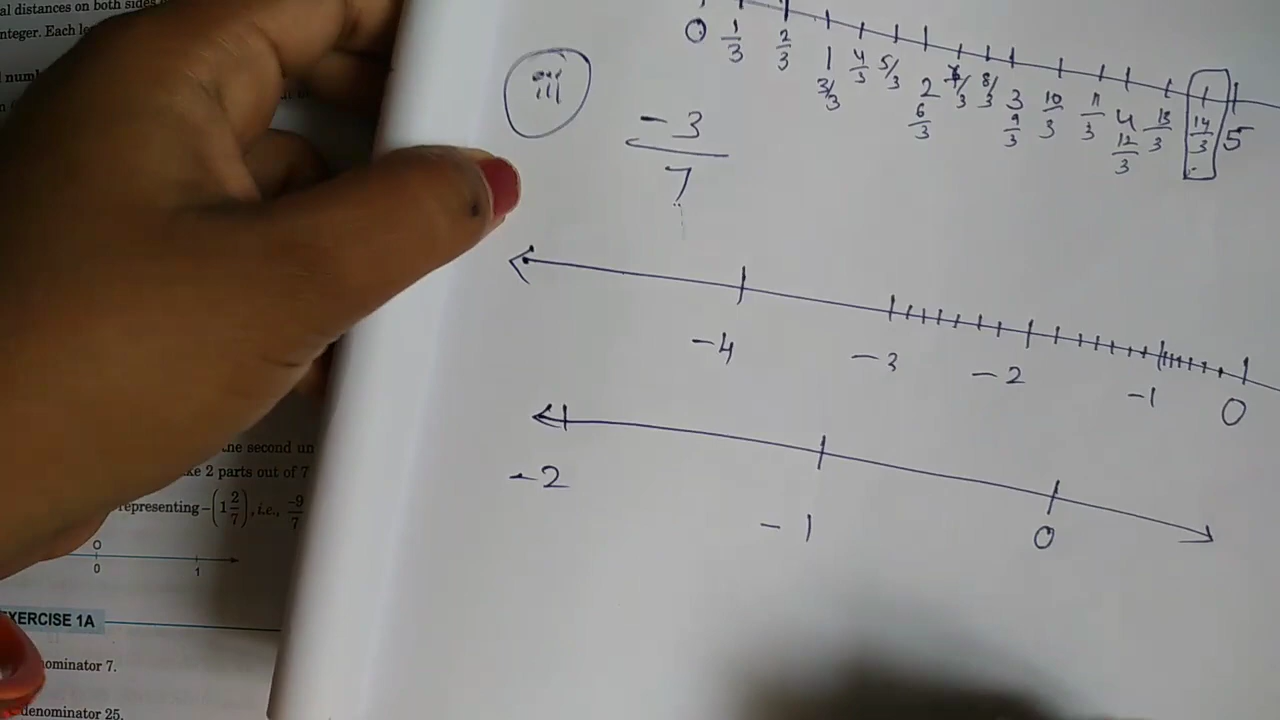 al distances on both sides
nteger. Each
d num
0 1/3 2/3 1 4/3 5/3 2 7/3 8/3 3 10/3 11/3 4 13/3 14/3 5
3/3 6/3 9/3 12/3
iii
-3
7
-4 -3 -2 -1 0
-2 -1 0
the second un
ke 2 parts out of 7
representing -(1 2/7), i.e., -9/7
O
0 1
EXERCISE 1A
nominator 7.
denominator 25.